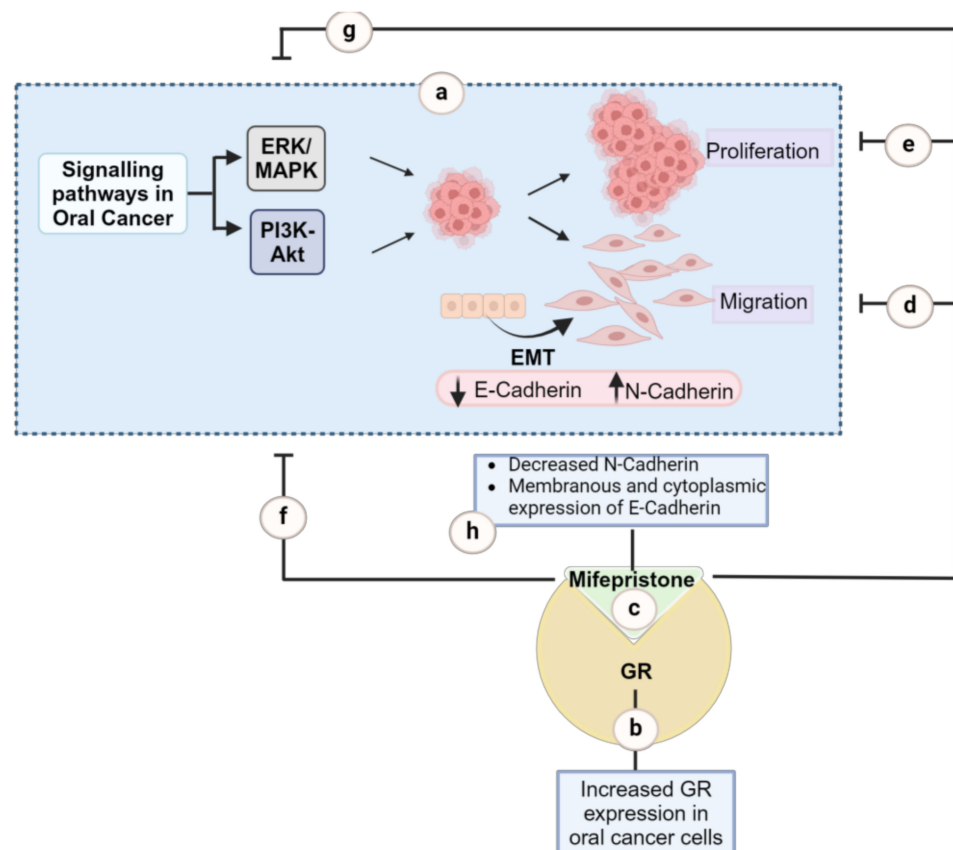 g
a
Signalling
pathways in
Oral Cancer
ERK/
MAPK
PI3K-
Akt
Proliferation
e
Migration
d
EMT
E-Cadherin
N-Cadherin
• Decreased N-Cadherin
• Membranous and cytoplasmic
expression of E-Cadherin
f
h
Mifepristone
c
GR
b
Increased GR
expression in
oral cancer cells